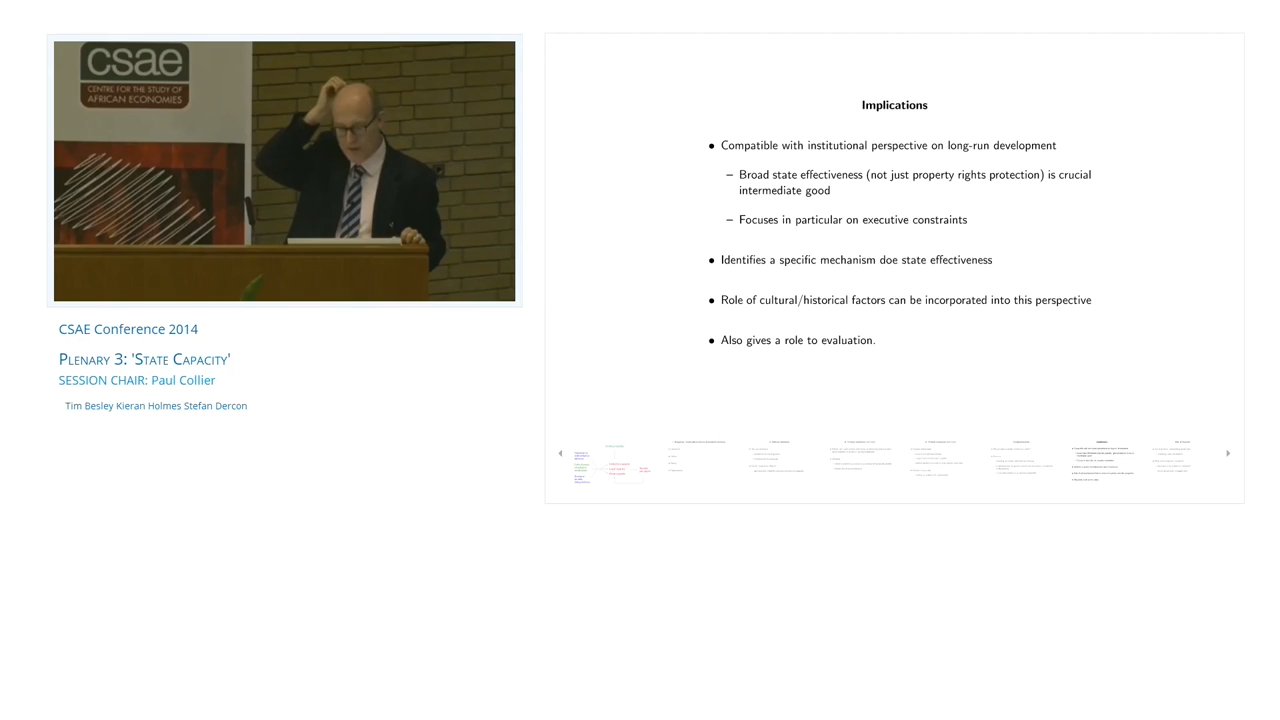 csae
CENTRE FOR THE STUDY OF
AFRICAN ECONOMIES
CSAE Conference 2014
Plenary 3: 'State Capacity'
SESSION CHAIR: Paul Collier
Tim Besley Kieran Holmes Stefan Dercon
Implications
• Compatible with institutional perspective on long-run development
– Broad state effectiveness (not just property rights protection) is crucial
intermediate good
– Focuses in particular on executive constraints
• Identifies a specific mechanism doe state effectiveness
• Role of cultural/historical factors can be incorporated into this perspective
• Also gives a role to evaluation.